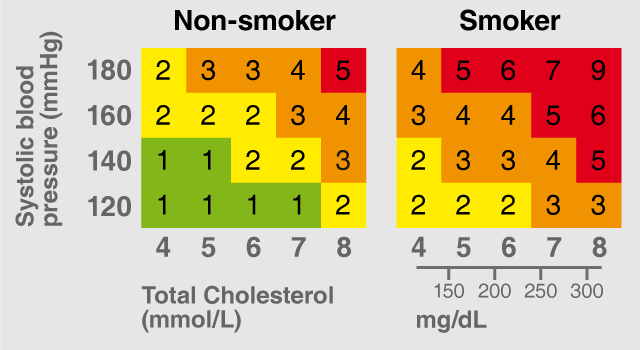 Non-smoker Smoker
Systolic blood
pressure (mmHg)
180 2 3 3 4 5 4 5 6 7 9
160 2 2 2 3 4 3 4 4 5 6
140 1 1 2 2 3 2 3 3 4 5
120 1 1 1 1 2 2 2 2 3 3
4 5 6 7 8 4 5 6 7 8
150 200 250 300
Total Cholesterol
(mmol/L)
mg/dL